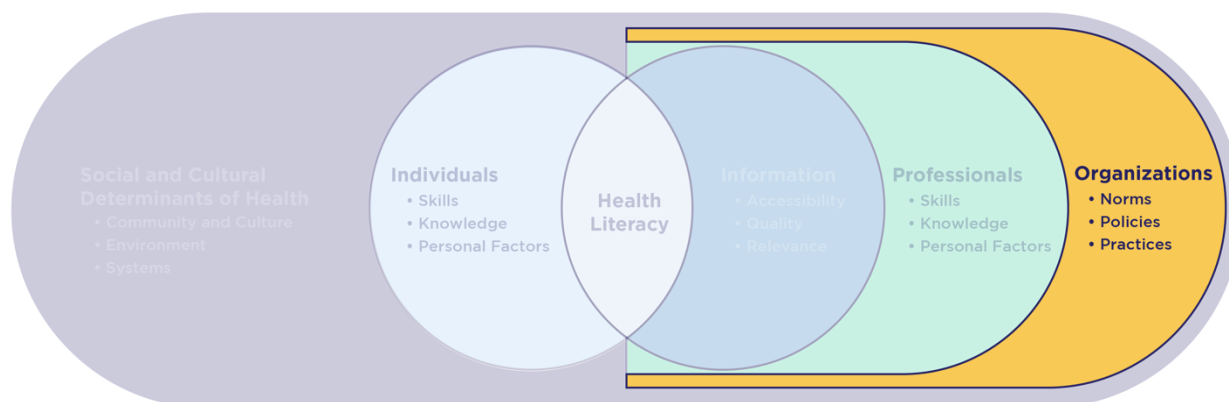 Social and Cultural
Determinants of Health
• Community and Culture
• Environment
• Systems
Individuals
• Skills
• Knowledge
• Personal Factors
Health
Literacy
Information
• Accessibility
• Quality
• Relevance
Professionals
• Skills
• Knowledge
• Personal Factors
Organizations
• Norms
• Policies
• Practices